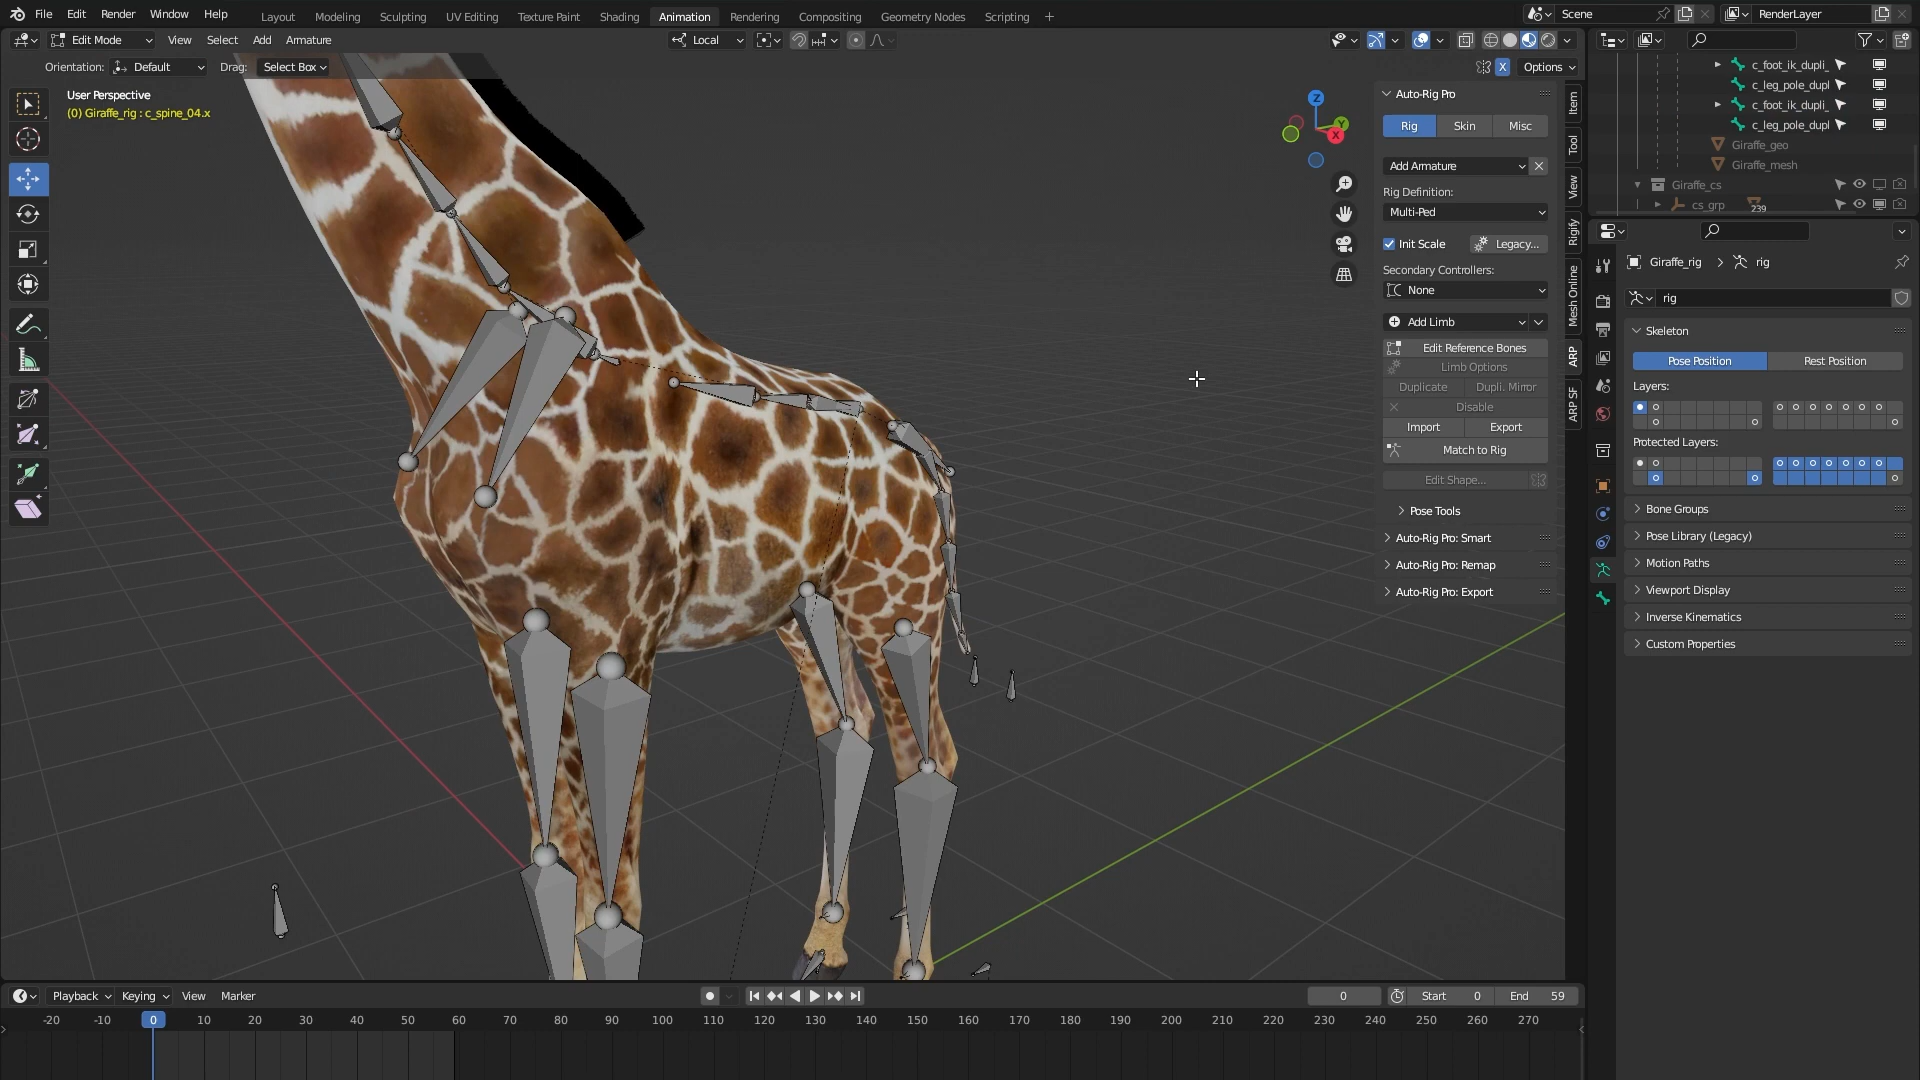 File Edit Render Window Help
Layout Modeling Sculpting UV Editing Texture Paint Shading Animation Rendering Compositing Geometry Nodes Scripting +
Scene
RenderLayer
Edit Mode View Select Add Armature
Local
Orientation: Default Drag: Select Box
X Options
User Perspective
(0) Giraffe_rig : c_spine_04.x
Z
Y
X
Auto-Rig Pro
Rig Skin Misc
Add Armature
Rig Definition:
Multi-Ped
Init Scale Legacy...
Secondary Controllers:
None
Add Limb
Edit Reference Bones
Limb Options
Duplicate Dupli. Mirror
Disable
Import Export
Match to Rig
Edit Shape...
Pose Tools
Auto-Rig Pro: Smart
Auto-Rig Pro: Remap
Auto-Rig Pro: Export
Item
Tool
View
Rigify
Mesh Online
ARP
ARP SF
c_foot_ik_dupli_
c_leg_pole_dupl
c_foot_ik_dupli_
c_leg_pole_dupl
Giraffe_geo
Giraffe_mesh
Giraffe_cs
cs_grp 239
Giraffe_rig > rig
rig
Skeleton
Pose Position Rest Position
Layers:
Protected Layers:
Bone Groups
Pose Library (Legacy)
Motion Paths
Viewport Display
Inverse Kinematics
Custom Properties
Playback Keying View Marker
0 Start 0 End 59
-20 -10 0 10 20 30 40 50 60 70 80 90 100 110 120 130 140 150 160 170 180 190 200 210 220 230 240 250 260 270